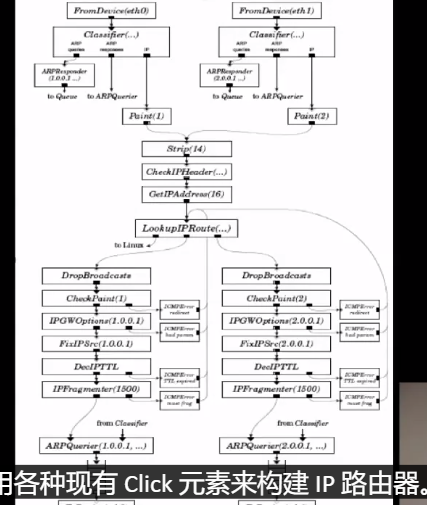 FromDevice(eth0)
FromDevice(eth1)
Classifier(...)
Classifier(...)
ARP queries
ARP responses
IP
ARP queries
ARP responses
IP
ARPResponder
(1.0.0.1 ...)
ARPResponder
(2.0.0.1 ...)
to Queue
to ARPQuerier
to Queue
to ARPQuerier
Paint(1)
Paint(2)
Strip(14)
CheckIPHeader(...)
GetIPAddress(16)
LookupIPRoute(...)
to Linux
DropBroadcasts
DropBroadcasts
CheckPaint(1)
ICMPError
redirect
CheckPaint(2)
ICMPError
redirect
IPGWOptions(1.0.0.1)
ICMPError
bad param
IPGWOptions(2.0.0.1)
ICMPError
bad param
FixIPSrc(1.0.0.1)
FixIPSrc(2.0.0.1)
DecIPTTL
ICMPError
TTL expired
DecIPTTL
ICMPError
TTL expired
IPFragmenter(1500)
ICMPError
must frag
IPFragmenter(1500)
ICMPError
must frag
from Classifier
from Classifier
ARPQuerier(1.0.0.1, ...)
ARPQuerier(2.0.0.1, ...)
用各种现有 Click 元素来构建 IP 路由器。